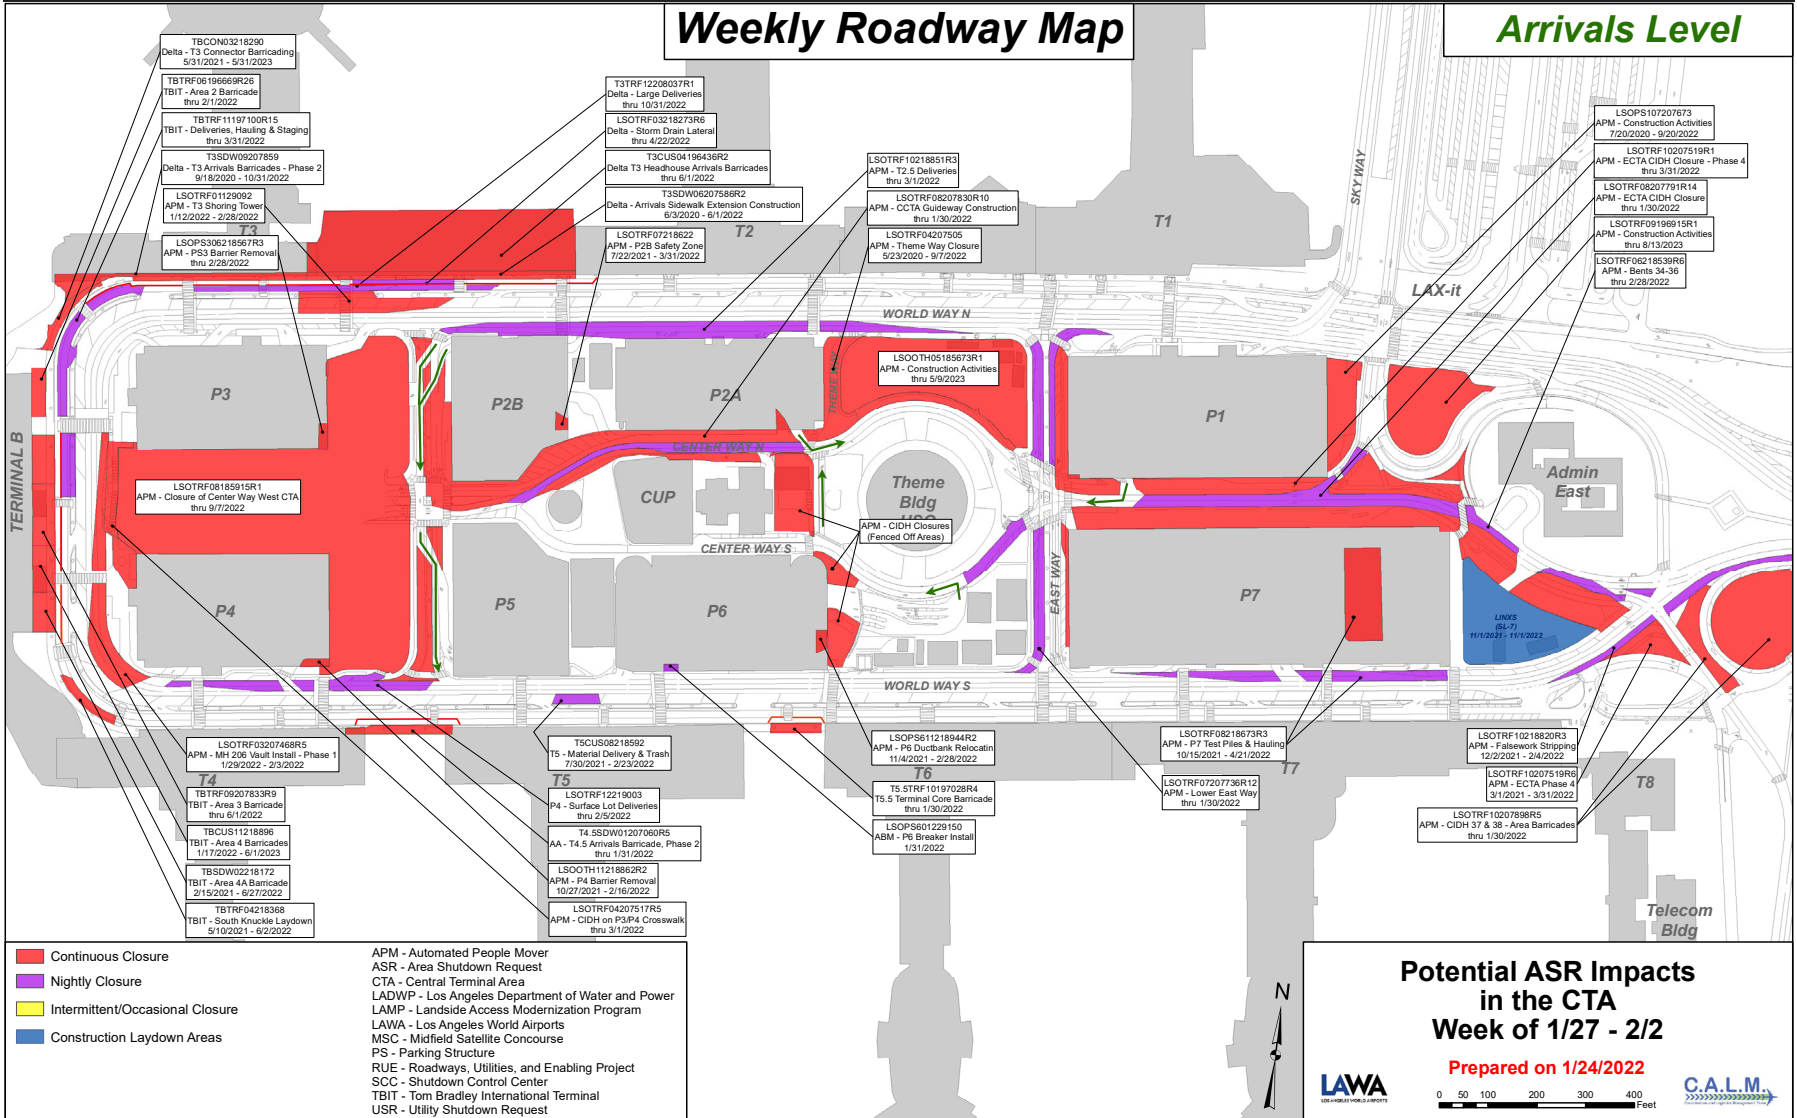 Weekly Roadway Map
Arrivals Level
TBCON03218290
Delta - T3 Connector Barricading
5/31/2021 - 5/31/2023
TBTRF06196669R26
TBIT - Area 2 Barricade
thru 2/1/2022
TBTRF11197100R15
TBIT - Deliveries, Hauling & Staging
thru 3/31/2022
T3SDW09207859
Delta - T3 Arrivals Barricades - Phase 2
9/18/2020 - 10/31/2022
LSOTRF01129092
APM - T3 Shoring Tower
1/12/2022 - 2/28/2022
T3
LSOPS306218567R3
APM - PS3 Barrier Removal
thru 2/28/2022
T3TRF12208037R1
Delta - Large Deliveries
thru 10/31/2022
LSOTRF03218273R6
Delta - Storm Drain Lateral
thru 4/22/2022
T3CUS04196436R2
Delta T3 Headhouse Arrivals Barricades
thru 6/1/2022
T3SDW06207586R2
Delta - Arrivals Sidewalk Extension Construction
6/3/2020 - 6/1/2022
LSOTRF07218622
APM - P2B Safety Zone
7/22/2021 - 3/31/2022
T2
LSOTRF10218851R3
APM - T2.5 Deliveries
thru 3/1/2022
LSOTRF08207830R10
APM - CCTA Guideway Construction
thru 1/30/2022
LSOTRF04207505
APM - Theme Way Closure
5/23/2020 - 9/7/2022
T1
SKY WAY
LAX-it
LSOPS107207673
APM - Construction Activities
7/20/2020 - 9/20/2022
LSOTRF10207519R1
APM - ECTA CIDH Closure - Phase 4
thru 3/31/2022
LSOTRF08207791R14
APM - ECTA CIDH Closure
thru 1/30/2022
LSOTRF09196915R1
APM - Construction Activities
thru 8/13/2023
LSOTRF06218539R6
APM - Bents 34-36
thru 2/28/2022
WORLD WAY N
P3
P2B
P2A
THEME WAY
LSOOTH05185673R1
APM - Construction Activities
thru 5/9/2023
P1
CENTER WAY N
TERMINAL B
LSOTRF08185915R1
APM - Closure of Center Way West CTA
thru 9/7/2022
CUP
Theme
Bldg
USO
APM - CIDH Closures
(Fenced Off Areas)
Admin
East
CENTER WAY S
EAST WAY
P4
P5
P6
P7
LINXS
(SL-7)
11/1/2021 - 11/1/2022
WORLD WAY S
LSOTRF03207468R5
APM - MH 206 Vault Install - Phase 1
1/29/2022 - 2/3/2022
T4
TBTRF09207833R9
TBIT - Area 3 Barricade
thru 6/1/2022
TBCUS11218896
TBIT - Area 4 Barricades
1/17/2022 - 6/1/2023
TBSDW02218172
TBIT - Area 4A Barricade
2/15/2021 - 6/27/2022
TBTRF04218368
TBIT - South Knuckle Laydown
5/10/2021 - 6/2/2022
T5CUS08218592
T5 - Material Delivery & Trash
7/30/2021 - 2/23/2022
T5
LSOTRF12219003
P4 - Surface Lot Deliveries
thru 2/5/2022
T4.5SDW01207060R5
AA - T4.5 Arrivals Barricade, Phase 2
thru 1/31/2022
LSOOTH11218862R2
APM - P4 Barrier Removal
10/27/2021 - 2/16/2022
LSOTRF04207517R5
APM - CIDH on P3/P4 Crosswalk
thru 3/1/2022
LSOPS611218944R2
APM - P6 Ductbank Relocatin
11/4/2021 - 2/28/2022
T6
T5.5TRF10197028R4
T5.5 Terminal Core Barricade
thru 1/30/2022
LSOPS601229150
ABM - P6 Breaker Install
1/31/2022
LSOTRF08218673R3
APM - P7 Test Piles & Hauling
10/15/2021 - 4/21/2022
T7
LSOTRF07207736R12
APM - Lower East Way
thru 1/30/2022
LSOTRF10218820R3
APM - Falsework Stripping
12/2/2021 - 2/4/2022
LSOTRF10207519R6
APM - ECTA Phase 4
3/1/2021 - 3/31/2022
LSOTRF10207898R5
APM - CIDH 37 & 38 - Area Barricades
thru 1/30/2022
T8
Telecom
Bldg
Continuous Closure
Nightly Closure
Intermittent/Occasional Closure
Construction Laydown Areas
APM - Automated People Mover
ASR - Area Shutdown Request
CTA - Central Terminal Area
LADWP - Los Angeles Department of Water and Power
LAMP - Landside Access Modernization Program
LAWA - Los Angeles World Airports
MSC - Midfield Satellite Concourse
PS - Parking Structure
RUE - Roadways, Utilities, and Enabling Project
SCC - Shutdown Control Center
TBIT - Tom Bradley International Terminal
USR - Utility Shutdown Request
N
Potential ASR Impacts
in the CTA
Week of 1/27 - 2/2
Prepared on 1/24/2022
LAWA
LOS ANGELES WORLD AIRPORTS
0 50 100 200 300 400
Feet
C.A.L.M.